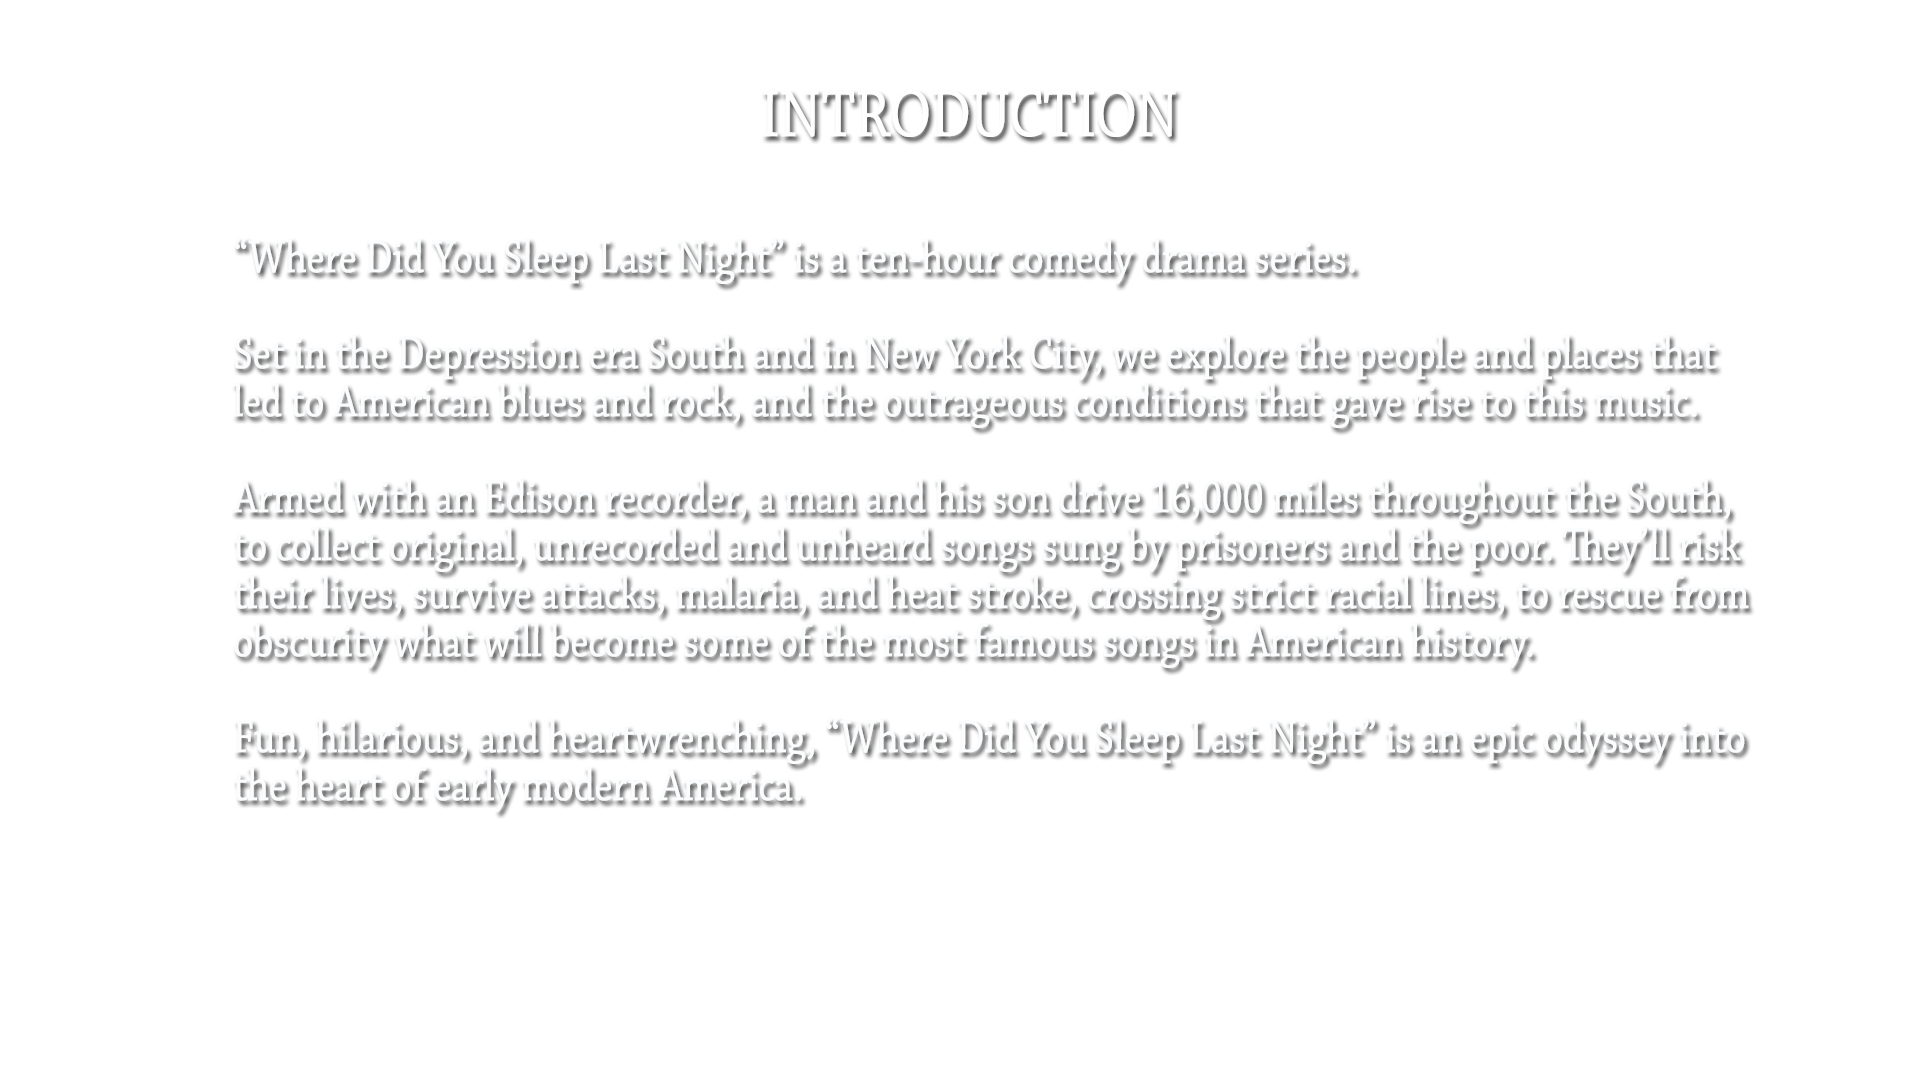 INTRODUCTION
“Where Did You Sleep Last Night” is a ten-hour comedy drama series.
Set in the Depression era South and in New York City, we explore the people and places that
led to American blues and rock, and the outrageous conditions that gave rise to this music.
Armed with an Edison recorder, a man and his son drive 16,000 miles throughout the South,
to collect original, unrecorded and unheard songs sung by prisoners and the poor. They’ll risk
their lives, survive attacks, malaria, and heat stroke, crossing strict racial lines, to rescue from
obscurity what will become some of the most famous songs in American history.
Fun, hilarious, and heartwrenching, “Where Did You Sleep Last Night” is an epic odyssey into
the heart of early modern America.